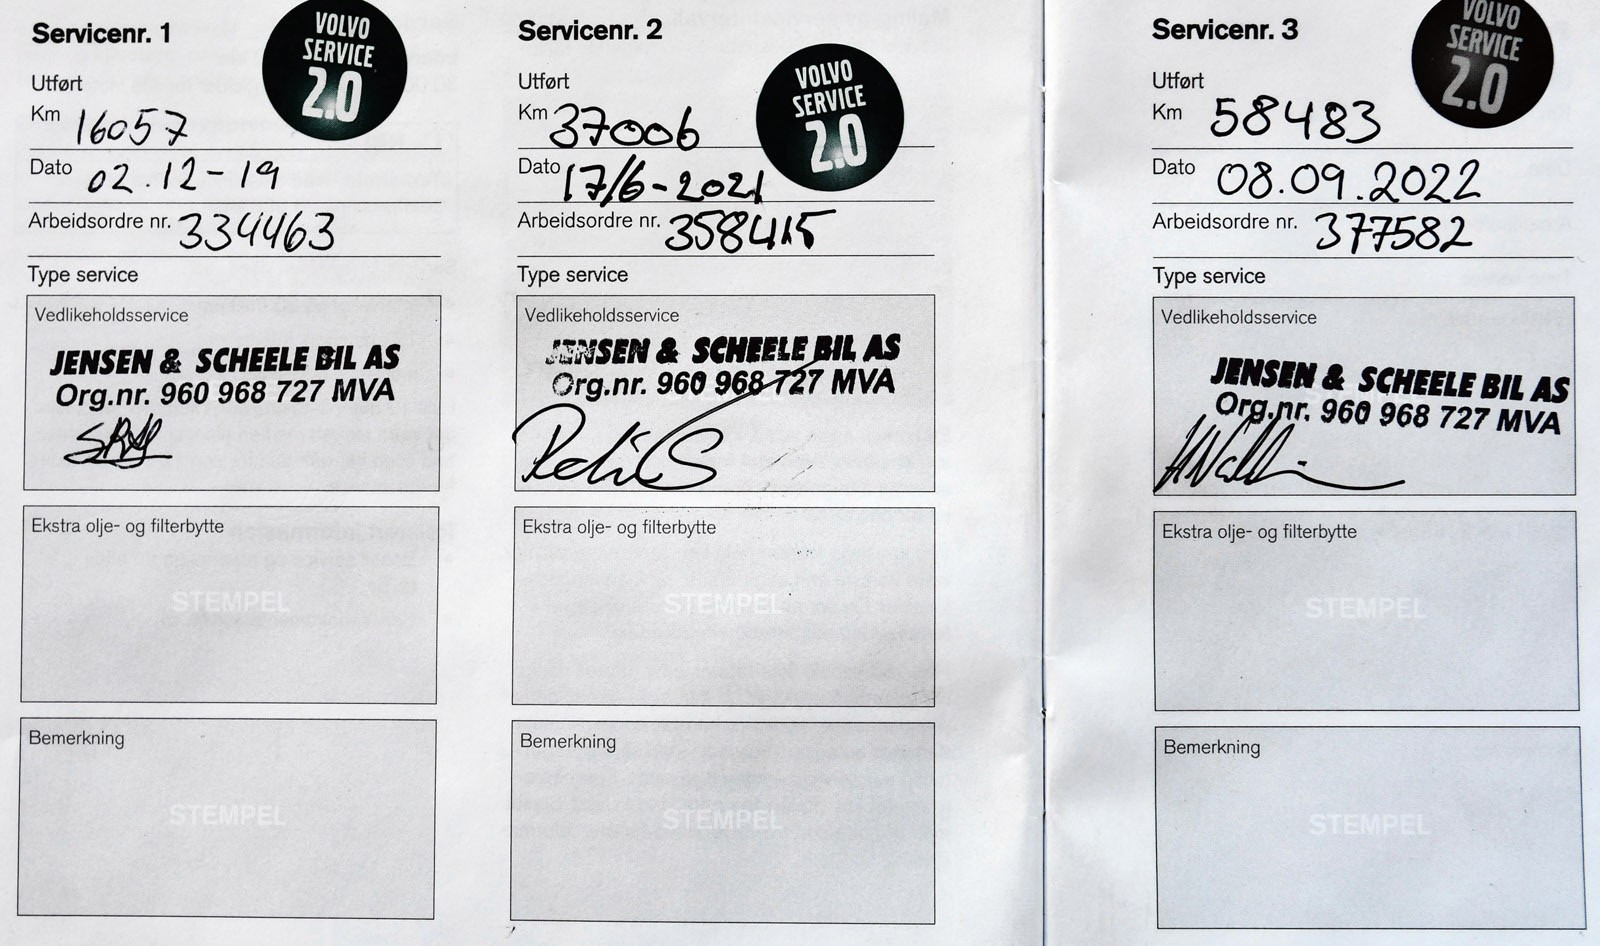 Servicenr. 1
VOLVO
SERVICE
2.0
Utført
Km 16057
Dato 02.12-19
Arbeidsordre nr. 334463
Type service
Vedlikeholdsservice
JENSEN & SCHEELE BIL AS
Org.nr. 960 968 727 MVA
Ekstra olje- og filterbytte
STEMPEL
Bemerkning
STEMPEL
Servicenr. 2
VOLVO
SERVICE
2.0
Utført
Km 37006
Dato 17/6-2021
Arbeidsordre nr. 358415
Type service
Vedlikeholdsservice
JENSEN & SCHEELE BIL AS
Org.nr. 960 968 727 MVA
Ekstra olje- og filterbytte
STEMPEL
Bemerkning
STEMPEL
Servicenr. 3
VOLVO
SERVICE
2.0
Utført
Km 58483
Dato 08.09.2022
Arbeidsordre nr. 377582
Type service
Vedlikeholdsservice
JENSEN & SCHEELE BIL AS
Org.nr. 960 968 727 MVA
Ekstra olje- og filterbytte
STEMPEL
Bemerkning
STEMPEL